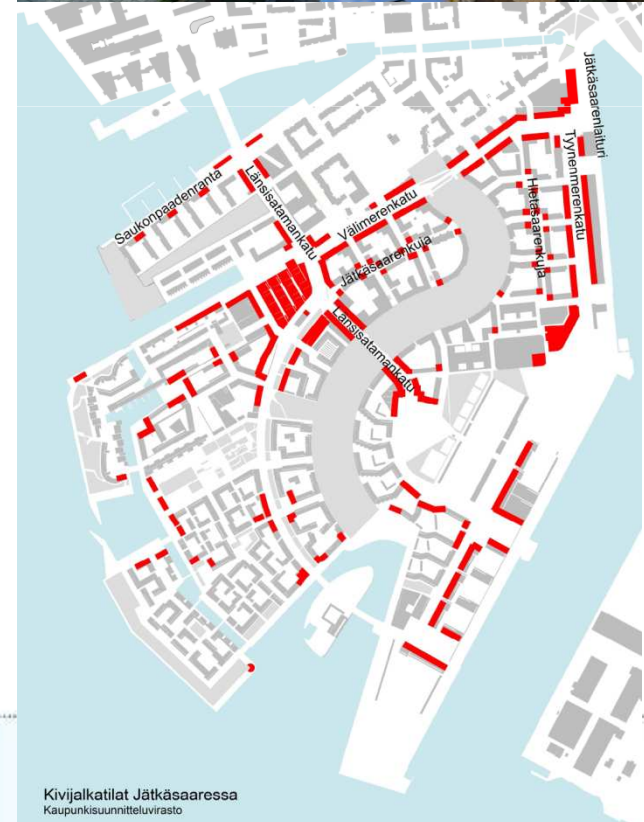 Jätkäsaarenlaituri
Tyynenmerenkatu
Hietasaarenkuja
Länsisatamankatu
Saukonpaadenranta
Välimerenkatu
Jätkäsaarenkuja
Länsisatamankatu
Kivijalkatilat Jätkäsaaressa
Kaupunkisuunnitteluvirasto